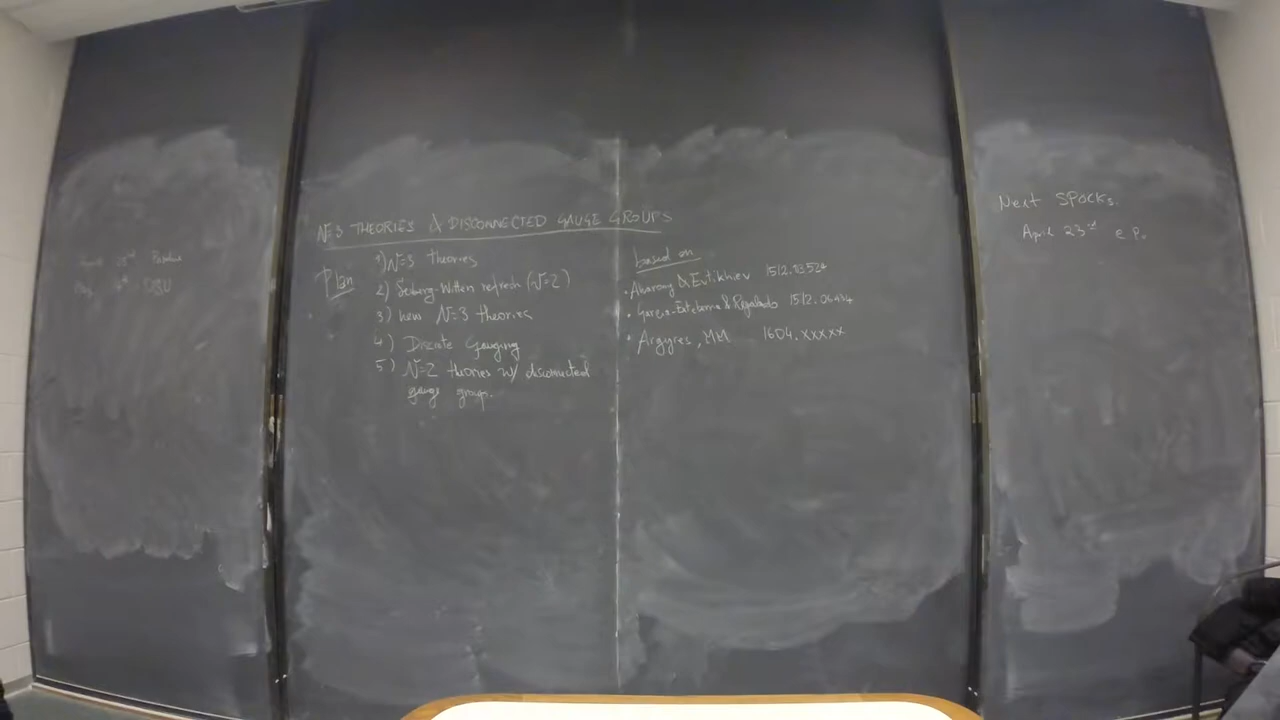 N=3 THEORIES & DISCONNECTED GAUGE GROUPS
Plan
1) N=3 theories
2) Seiberg-Witten refresh (N=2)
3) new N=3 theories
4) Discrete Gauging
5) N=2 theories w/ disconnected
gauge group.
based on
• Aharony & Evtikhiev 1512.03524
• Garcia-Etxebarria & Regalado 1512.06434
• Argyres, MM 1604.xxxxx
Next SPOCKS.
April 23rd @ P.